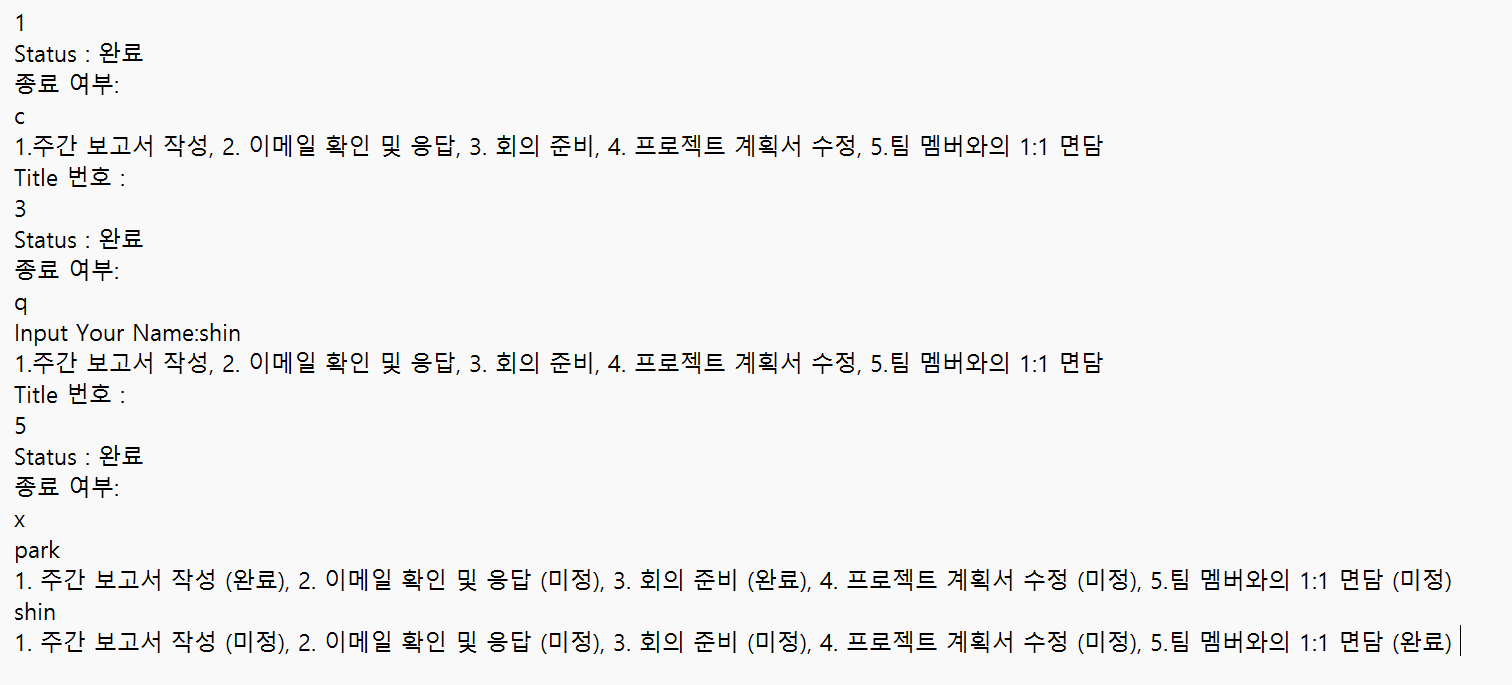 1
Status : 완료
종료 여부:
c
1.주간 보고서 작성, 2. 이메일 확인 및 응답, 3. 회의 준비, 4. 프로젝트 계획서 수정, 5.팀 멤버와의 1:1 면담
Title 번호 :
3
Status : 완료
종료 여부:
q
Input Your Name:shin
1.주간 보고서 작성, 2. 이메일 확인 및 응답, 3. 회의 준비, 4. 프로젝트 계획서 수정, 5.팀 멤버와의 1:1 면담
Title 번호 :
5
Status : 완료
종료 여부:
x
park
1. 주간 보고서 작성 (완료), 2. 이메일 확인 및 응답 (미정), 3. 회의 준비 (완료), 4. 프로젝트 계획서 수정 (미정), 5.팀 멤버와의 1:1 면담 (미정)
shin
1. 주간 보고서 작성 (미정), 2. 이메일 확인 및 응답 (미정), 3. 회의 준비 (미정), 4. 프로젝트 계획서 수정 (미정), 5.팀 멤버와의 1:1 면담 (완료)